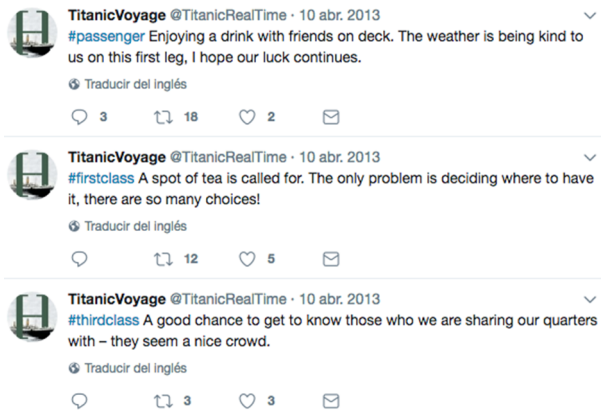 TitanicVoyage @TitanicRealTime · 10 abr. 2013
#passenger Enjoying a drink with friends on deck. The weather is being kind to
us on this first leg, I hope our luck continues.
Traducir del inglés
3 18 2
TitanicVoyage @TitanicRealTime · 10 abr. 2013
#firstclass A spot of tea is called for. The only problem is deciding where to have
it, there are so many choices!
Traducir del inglés
12 5
TitanicVoyage @TitanicRealTime · 10 abr. 2013
#thirdclass A good chance to get to know those who we are sharing our quarters
with – they seem a nice crowd.
Traducir del inglés
3 3